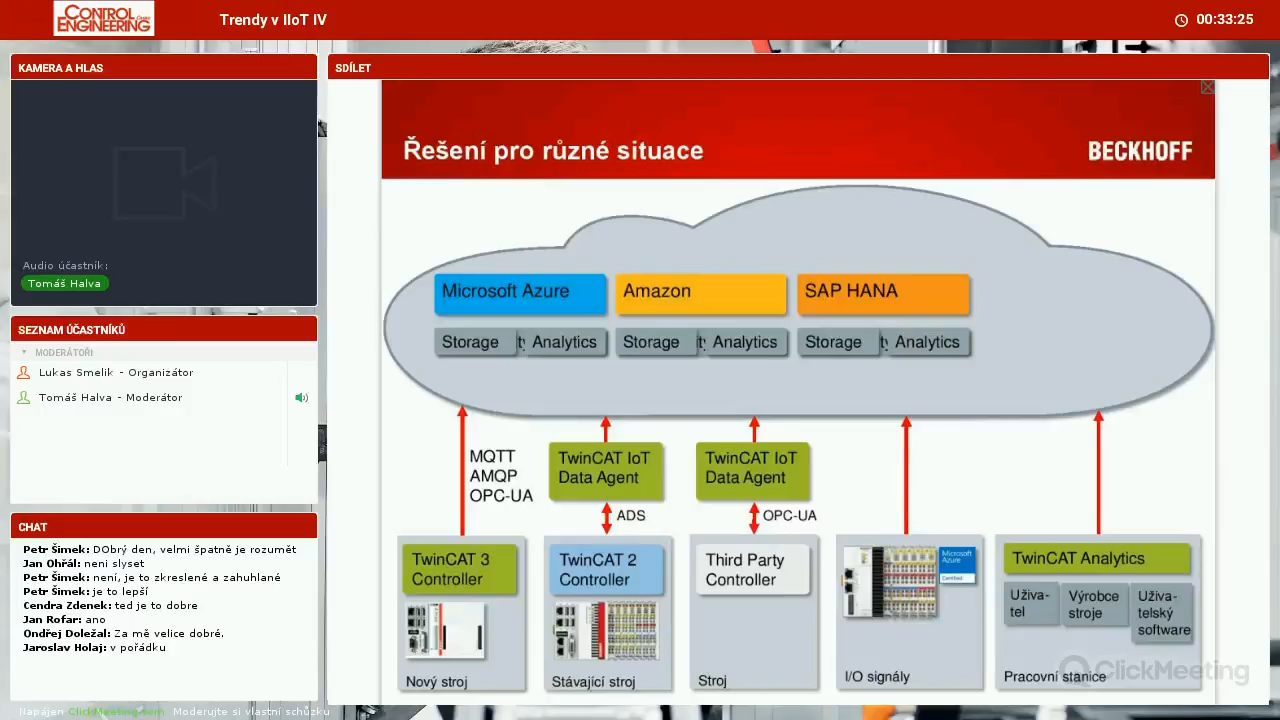 CONTROL
ENGINEERING
Trendy v IIoT IV
00:33:25
KAMERA A HLAS
Audio účastník:
Tomáš Halva
SEZNAM ÚČASTNÍKŮ
MODERÁTOŘI
Lukas Smelik - Organizátor
Tomáš Halva - Moderátor
CHAT
Petr Šimek: DObrý den, velmi špatně je rozumět
Jan Ohřál: neni slyset
Petr Šimek: není, je to zkreslené a zahuhlané
Petr Šimek: je to lepší
Cendra Zdenek: ted je to dobre
Jan Rofar: ano
Ondřej Doležal: Za mě velice dobré.
Jaroslav Holaj: v pořádku
Napájen ClickMeeting.com Moderujte si vlastní schůzku
SDÍLET
Řešení pro různé situace
BECKHOFF
Microsoft Azure
Amazon
SAP HANA
Storage ty Analytics
Storage ty Analytics
Storage ty Analytics
MQTT
AMQP
OPC-UA
TwinCAT IoT
Data Agent
TwinCAT IoT
Data Agent
ADS
OPC-UA
TwinCAT 3
Controller
Nový stroj
TwinCAT 2
Controller
Stávající stroj
Third Party
Controller
Stroj
Microsoft
Azure
Certified
I/O signály
TwinCAT Analytics
Uživa-
tel
Výrobce
stroje
Uživa-
telský
software
Pracovní stanice
ClickMeeting